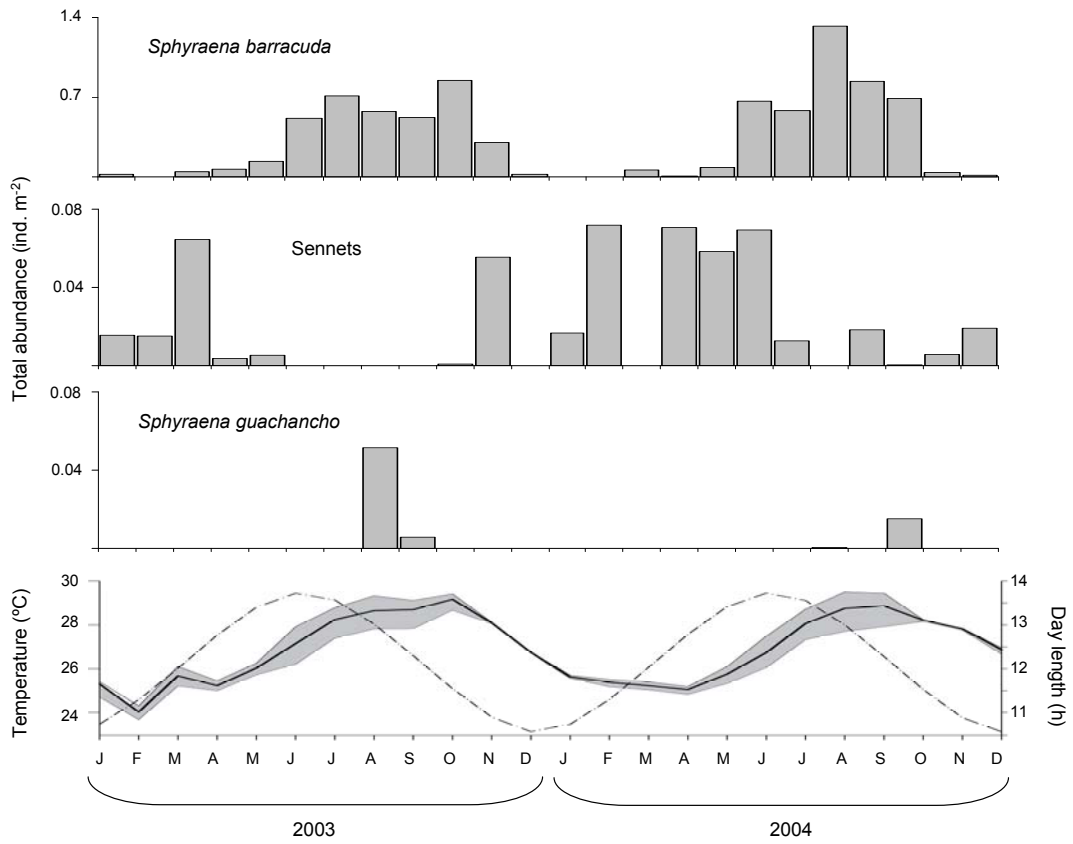 1.4
Sphyraena barracuda
0.7
0.08
Sennets
0.04
Total abundance (ind. m⁻²)
0.08
Sphyraena guachancho
0.04
30
28
26
24
Temperature (ºC)
14
13
12
11
Day length (h)
J F M A M J J A S O N D J F M A M J J A S O N D
2003 2004